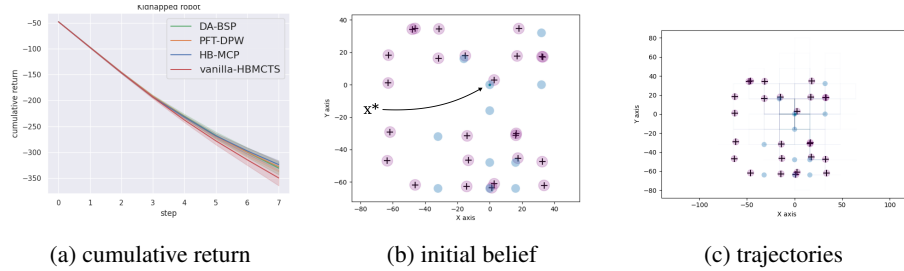 Kidnapped robot
DA-BSP
PFT-DPW
HB-MCP
vanilla-HBMCTS
cumulative return
−50
−100
−150
−200
−250
−300
−350
0 1 2 3 4 5 6 7
step
Y axis
40
20
0
−20
−40
−60
x*
−80 −60 −40 −20 0 20 40
X axis
Y axis
80
60
40
20
0
−20
−40
−60
−80
−100 −50 0 50 100
X axis
(a) cumulative return
(b) initial belief
(c) trajectories